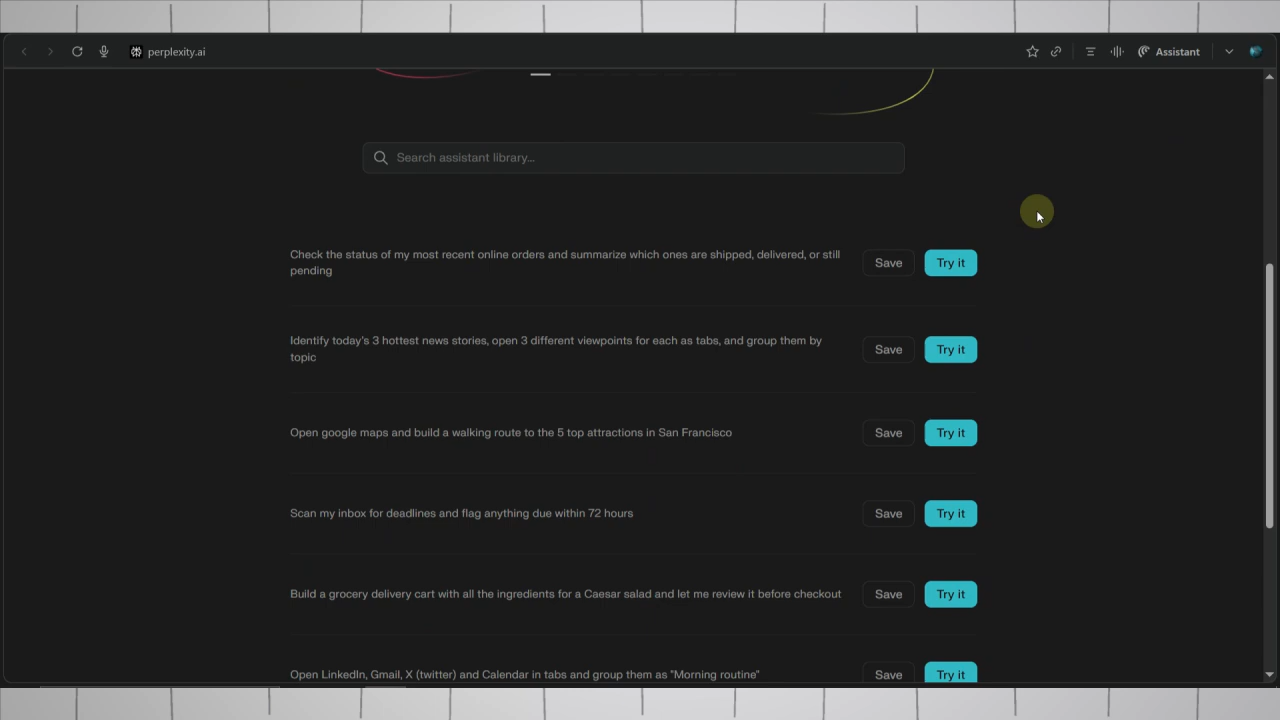 perplexity.ai
Assistant
Search assistant library...
Check the status of my most recent online orders and summarize which ones are shipped, delivered, or still
pending
Save
Try it
Identify today's 3 hottest news stories, open 3 different viewpoints for each as tabs, and group them by
topic
Save
Try it
Open google maps and build a walking route to the 5 top attractions in San Francisco
Save
Try it
Scan my inbox for deadlines and flag anything due within 72 hours
Save
Try it
Build a grocery delivery cart with all the ingredients for a Caesar salad and let me review it before checkout
Save
Try it
Open LinkedIn, Gmail, X (twitter) and Calendar in tabs and group them as "Morning routine"
Save
Try it